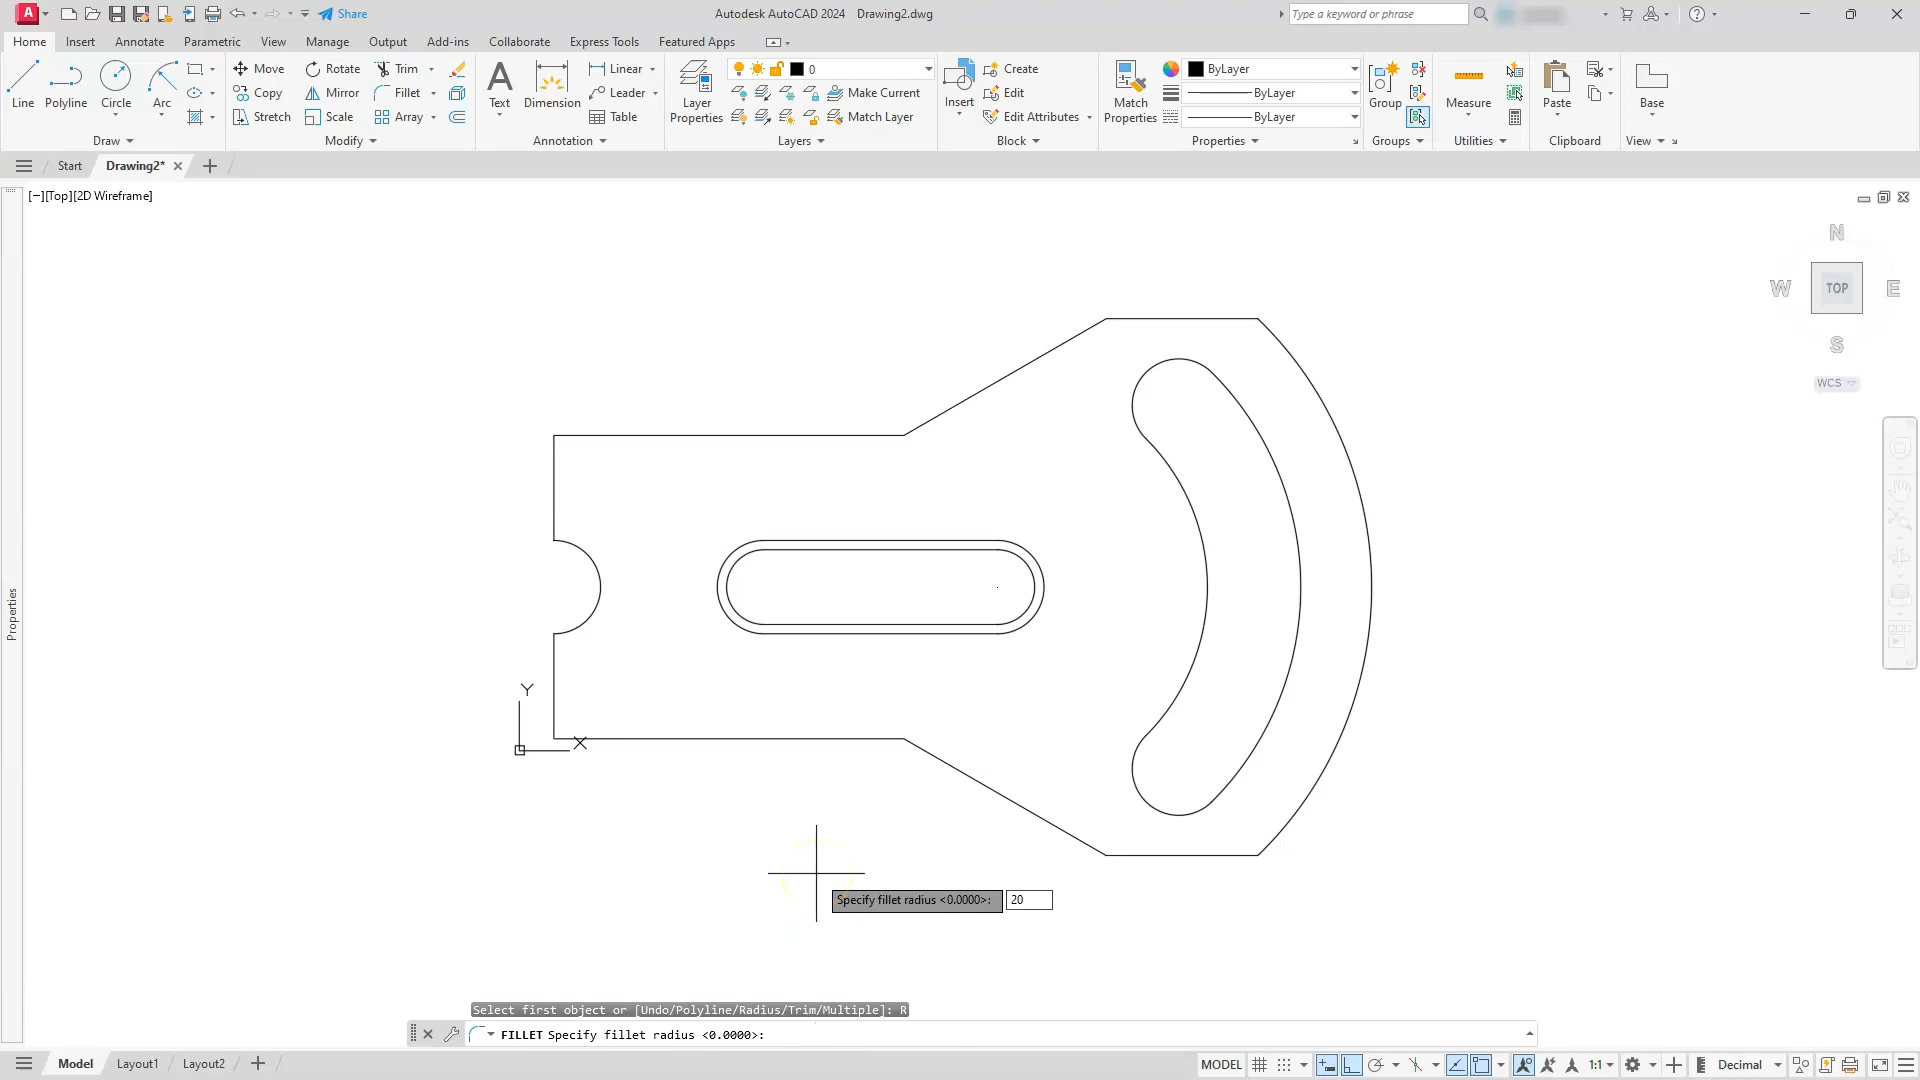 A Share Autodesk AutoCAD 2024 Drawing2.dwg Type a keyword or phrase
Home Insert Annotate Parametric View Manage Output Add-ins Collaborate Express Tools Featured Apps
Line Polyline Circle Arc
Draw
Move Rotate Trim
Copy Mirror Fillet
Stretch Scale Array
Modify
Text Dimension
Linear
Leader
Table
Annotation
Layer Properties
0
Make Current
Match Layer
Layers
Insert
Create
Edit
Edit Attributes
Block
Match Properties
ByLayer
ByLayer
ByLayer
Properties
Group
Groups
Measure
Utilities
Paste
Clipboard
Base
View
Start Drawing2*
[−][Top][2D Wireframe]
N
W TOP E
S
WCS
Properties
Y
X
Specify fillet radius <0.0000>: 20
Select first object or [Undo/Polyline/Radius/Trim/Multiple]: R
FILLET Specify fillet radius <0.0000>:
Model Layout1 Layout2 MODEL 1:1 Decimal